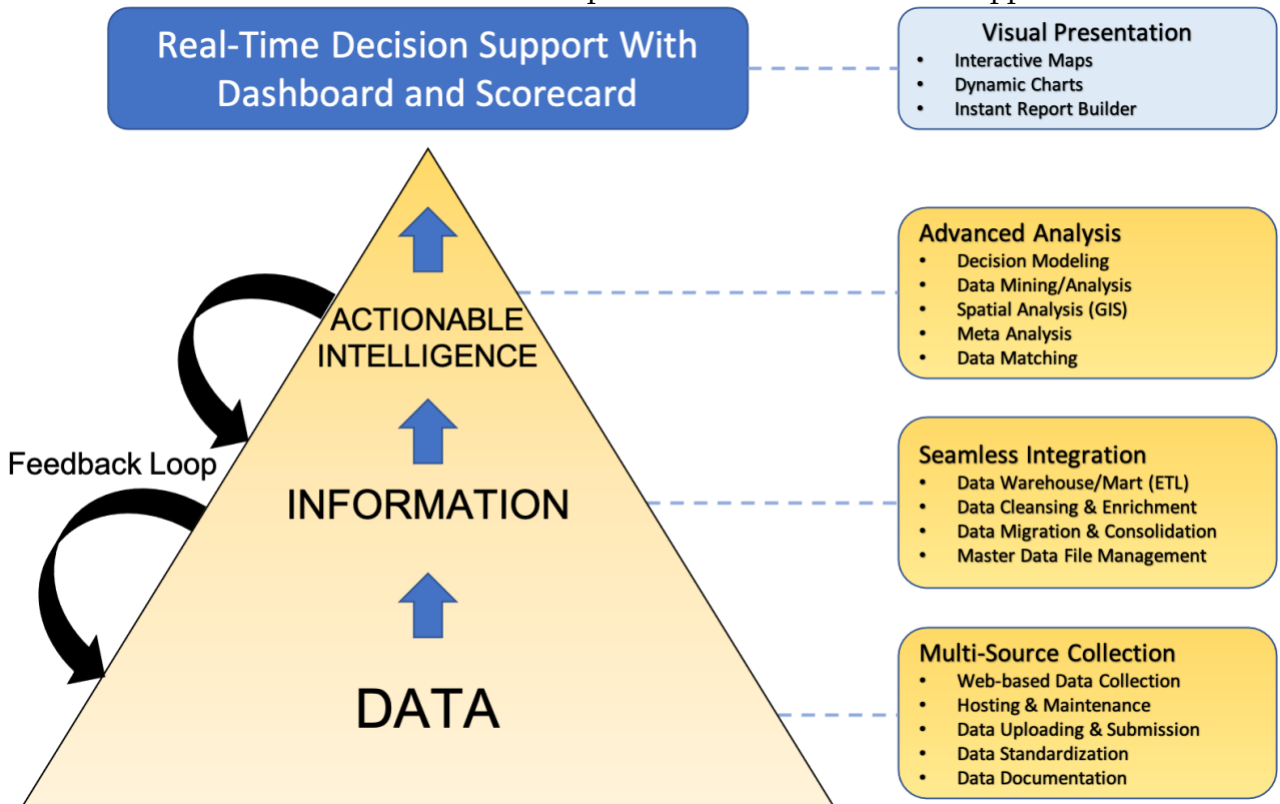 Real-Time Decision Support With
Dashboard and Scorecard
Visual Presentation
• Interactive Maps
• Dynamic Charts
• Instant Report Builder
ACTIONABLE
INTELLIGENCE
Advanced Analysis
• Decision Modeling
• Data Mining/Analysis
• Spatial Analysis (GIS)
• Meta Analysis
• Data Matching
Feedback Loop
INFORMATION
Seamless Integration
• Data Warehouse/Mart (ETL)
• Data Cleansing & Enrichment
• Data Migration & Consolidation
• Master Data File Management
DATA
Multi-Source Collection
• Web-based Data Collection
• Hosting & Maintenance
• Data Uploading & Submission
• Data Standardization
• Data Documentation